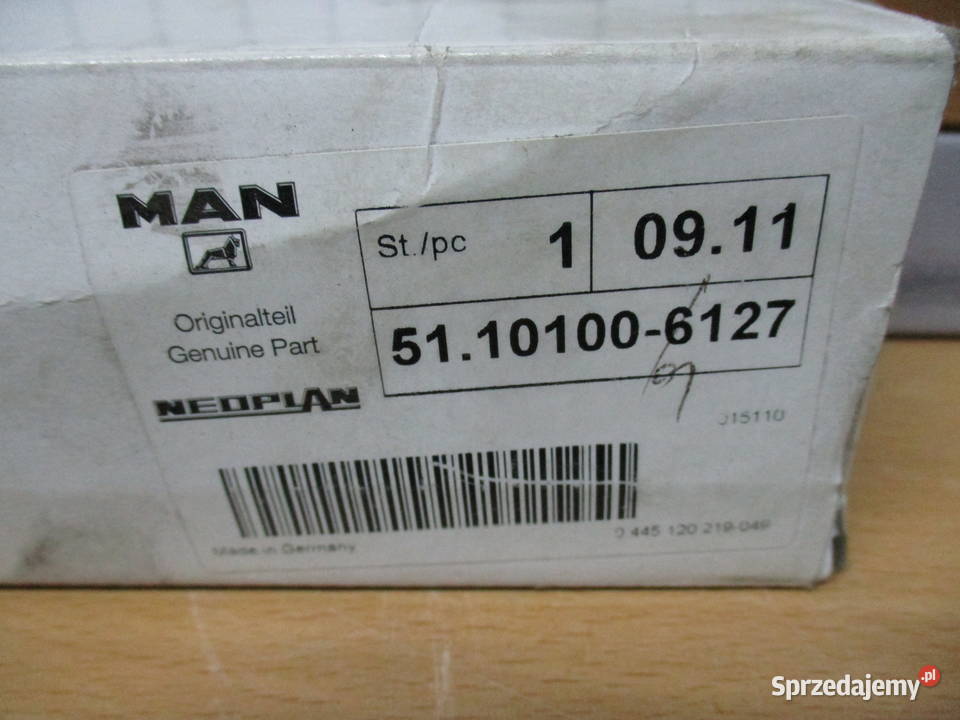 MAN
St./pc 1 09.11
Originalteil
Genuine Part
51.10100-6127
NEOPLAN
015110
0 445 120 219-049
Made in Germany
Sprzedajemy.pl